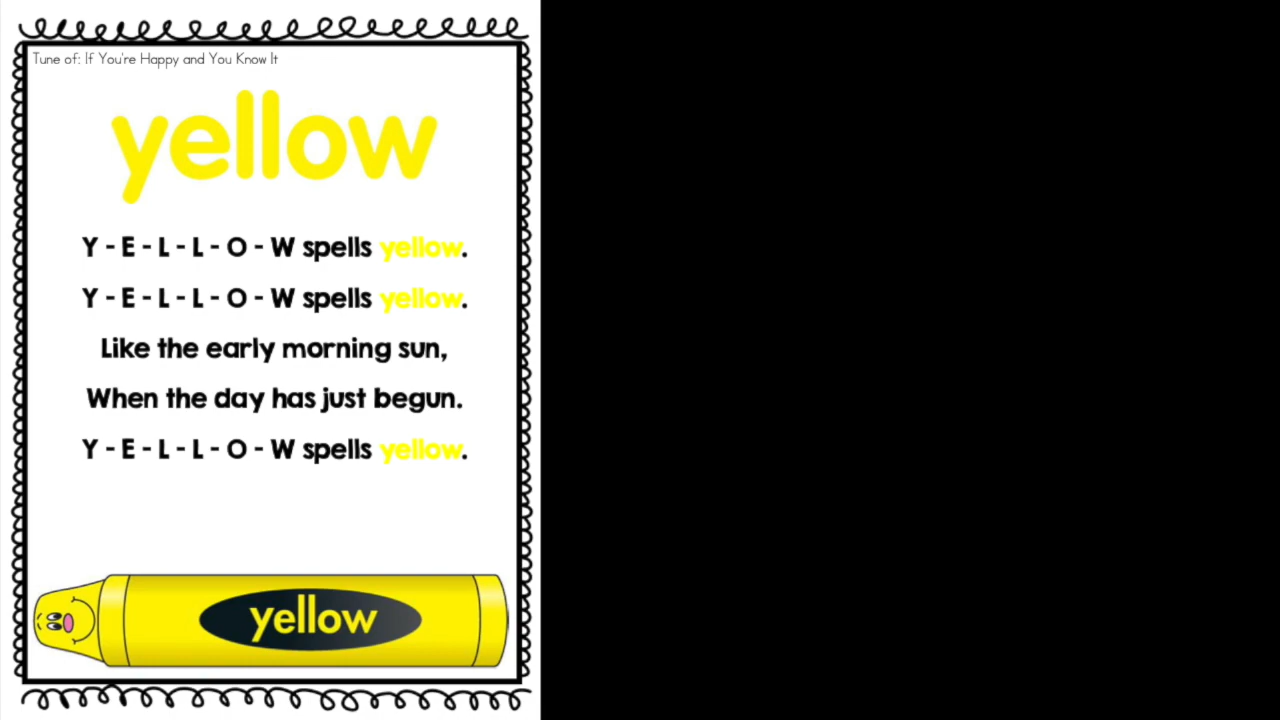 Tune of: If You're Happy and You Know It
yellow
Y - E - L - L - O - W spells yellow.
Y - E - L - L - O - W spells yellow.
Like the early morning sun,
When the day has just begun.
Y - E - L - L - O - W spells yellow.
yellow